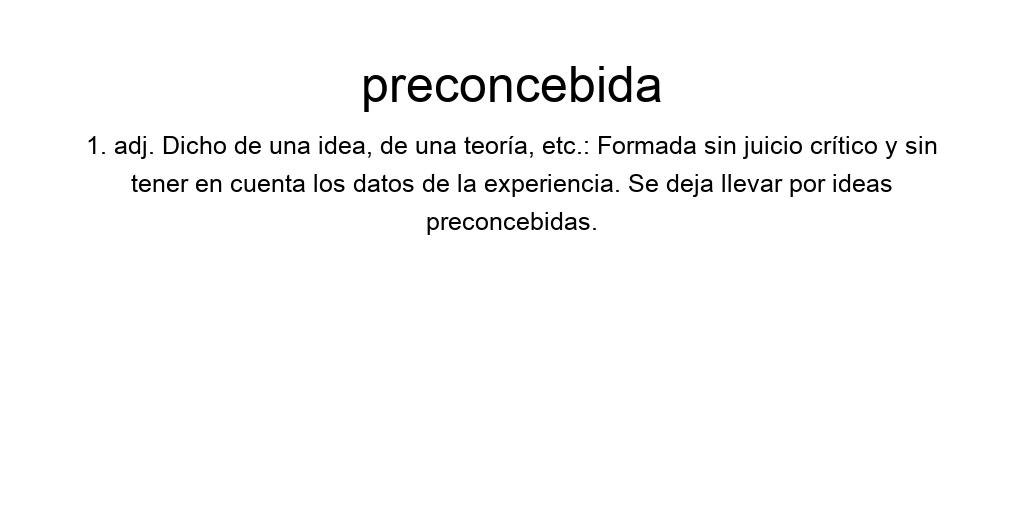 preconcebida
1. adj. Dicho de una idea, de una teoría, etc.: Formada sin juicio crítico y sin
tener en cuenta los datos de la experiencia. Se deja llevar por ideas
preconcebidas.